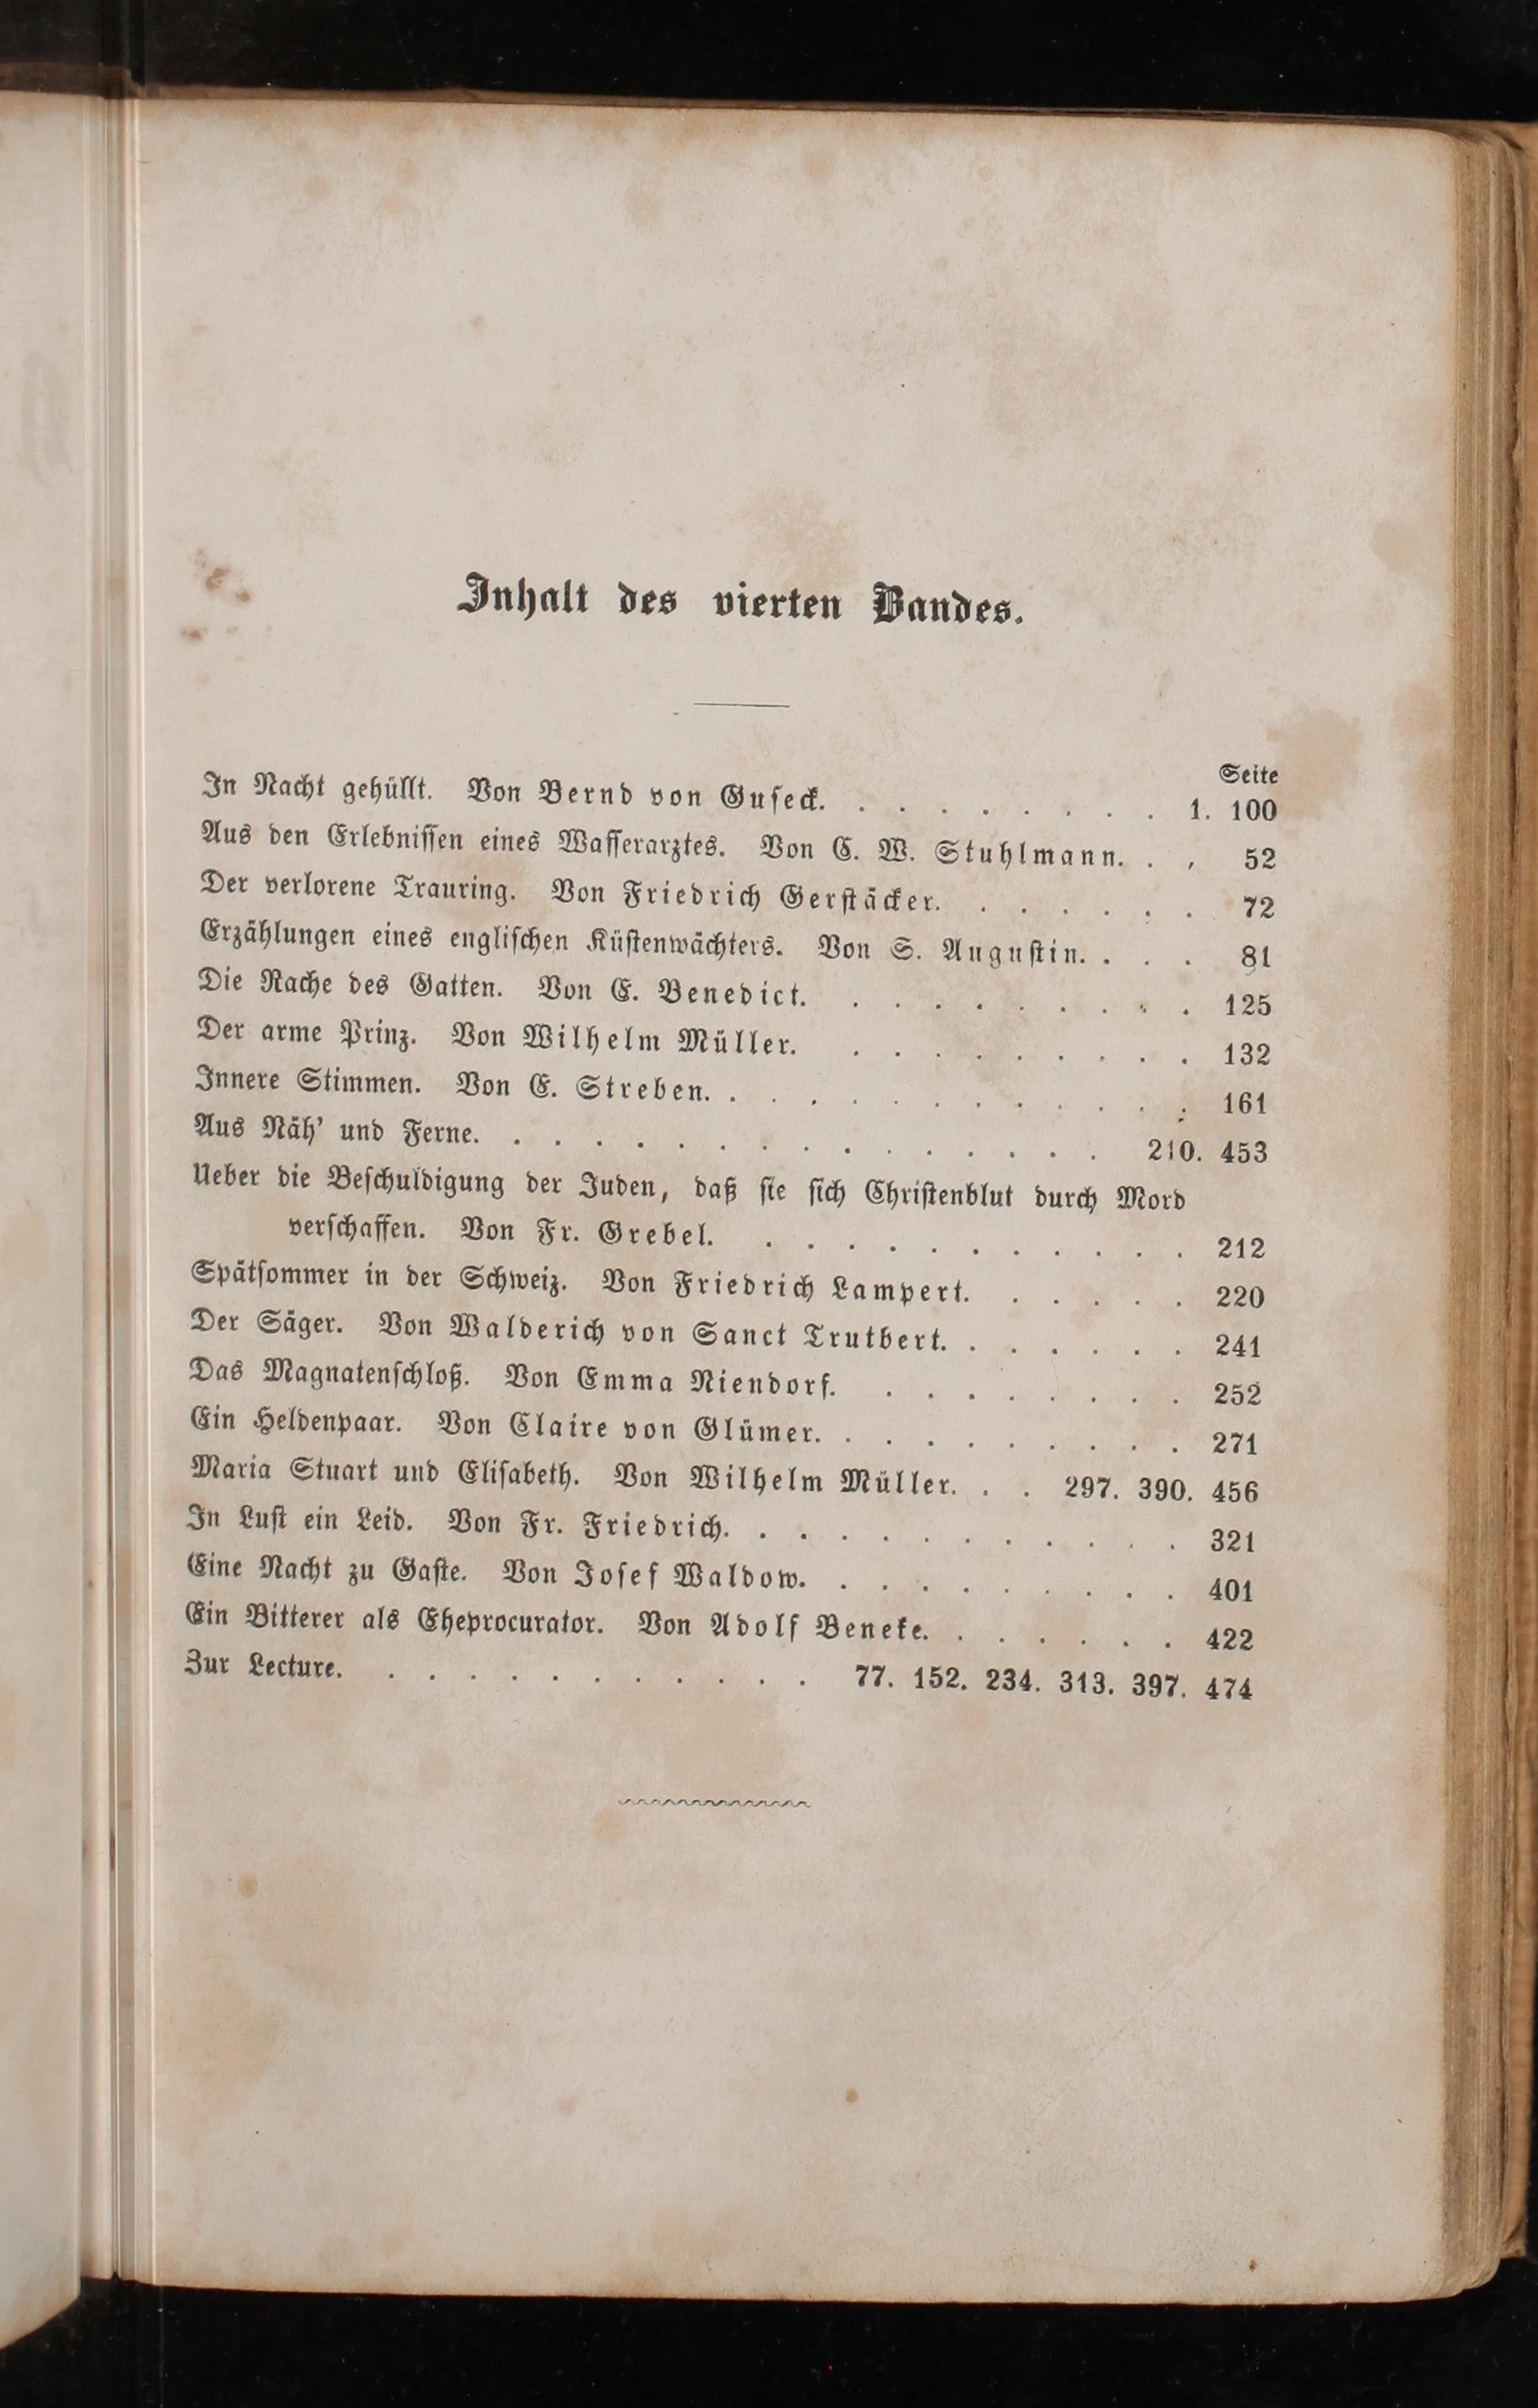 Inhalt des vierten Bandes.
Seite
In Nacht gehüllt. Von Bernd von Guseck. . . . . . . . . . 1. 100
Aus den Erlebnissen eines Wasserarztes. Von C. W. Stuhlmann. . . 52
Der verlorene Trauring. Von Friedrich Gerstäcker. . . . . . . 72
Erzählungen eines englischen Küstenwächters. Von S. Augustin. . . . 81
Die Rache des Gatten. Von E. Benedict. . . . . . . . . . 125
Der arme Prinz. Von Wilhelm Müller. . . . . . . . . . 132
Innere Stimmen. Von E. Streben. . . . . . . . . . . . . 161
Aus Näh' und Ferne. . . . . . . . . . . . . . . . 210. 453
Ueber die Beschuldigung der Juden, daß sie sich Christenblut durch Mord
verschaffen. Von Fr. Grebel. . . . . . . . . . . . 212
Spätsommer in der Schweiz. Von Friedrich Lampert. . . . . . 220
Der Säger. Von Walderich von Sanct Trutbert. . . . . . . 241
Das Magnatenschloß. Von Emma Niendorf. . . . . . . . . 252
Ein Heldenpaar. Von Claire von Glümer. . . . . . . . . . 271
Maria Stuart und Elisabeth. Von Wilhelm Müller. . . 297. 390. 456
In Lust ein Leid. Von Fr. Friedrich. . . . . . . . . . . . 321
Eine Nacht zu Gaste. Von Josef Waldow. . . . . . . . . . 401
Ein Bitterer als Eheprocurator. Von Adolf Beneke. . . . . . . 422
Zur Lecture. . . . . . . . . . . . 77. 152. 234. 313. 397. 474